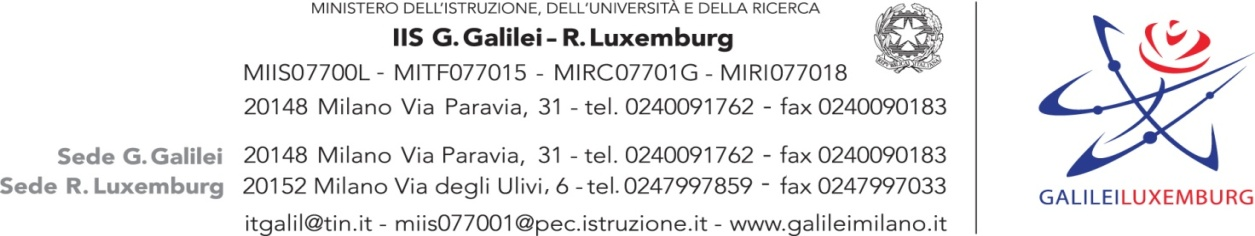 MINISTERO DELL'ISTRUZIONE, DELL'UNIVERSITÀ E DELLA RICERCA
IIS G. Galilei – R. Luxemburg
MIIS07700L - MITF077015 - MIRC07701G - MIRI077018
20148 Milano Via Paravia, 31 - tel. 0240091762 - fax 0240090183
Sede G. Galilei 20148 Milano Via Paravia, 31 - tel. 0240091762 - fax 0240090183
Sede R. Luxemburg 20152 Milano Via degli Ulivi, 6 - tel. 0247997859 - fax 0247997033
itgalil@tin.it - miis077001@pec.istruzione.it - www.galileimilano.it
GALILEILUXEMBURG